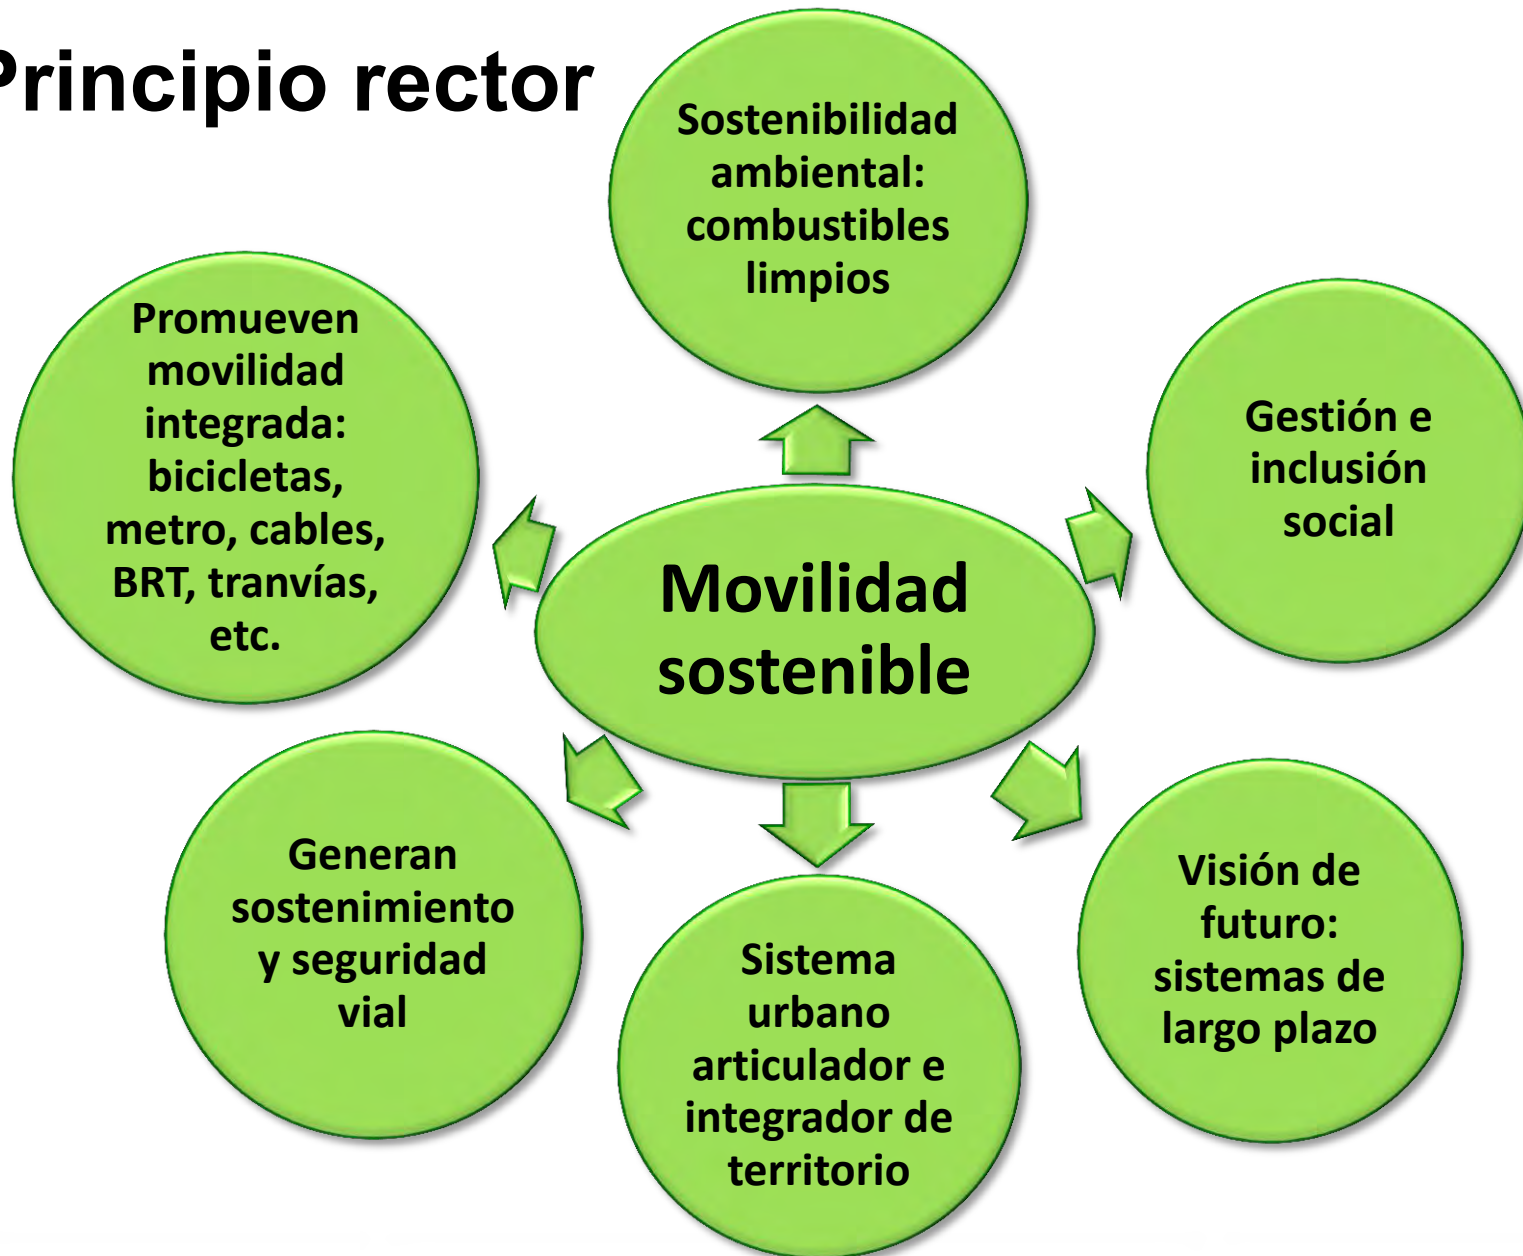 Principio rector
Sostenibilidad
ambiental:
combustibles
limpios
Gestión e
inclusión
social
Visión de
futuro:
sistemas de
largo plazo
Sistema
urbano
articulador e
integrador de
territorio
Generan
sostenimiento
y seguridad
vial
Promueven
movilidad
integrada:
bicicletas,
metro, cables,
BRT, tranvías,
etc.
Movilidad
sostenible